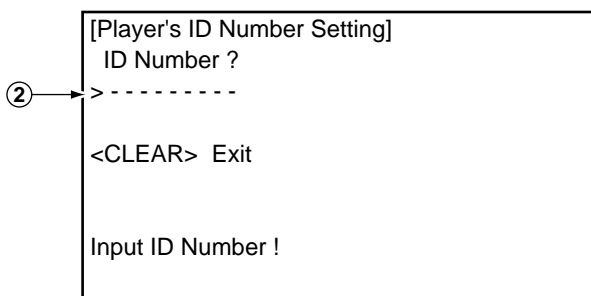 [Player's ID Number Setting]
ID Number ?
2
>- - - - - - - - -
<CLEAR> Exit
Input ID Number !